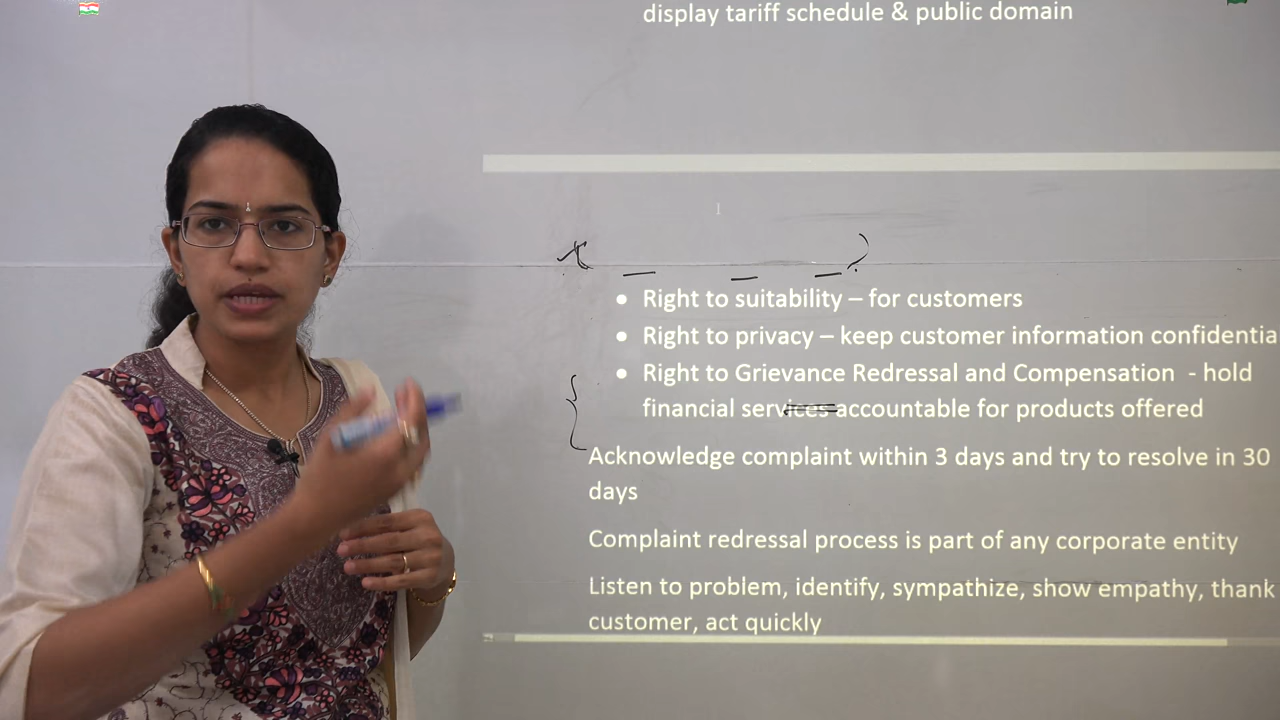 display tariff schedule & public domain
• Right to suitability – for customers
• Right to privacy – keep customer information confidentia
• Right to Grievance Redressal and Compensation - hold
financial services accountable for products offered
Acknowledge complaint within 3 days and try to resolve in 30
days
Complaint redressal process is part of any corporate entity
Listen to problem, identify, sympathize, show empathy, thank
customer, act quickly